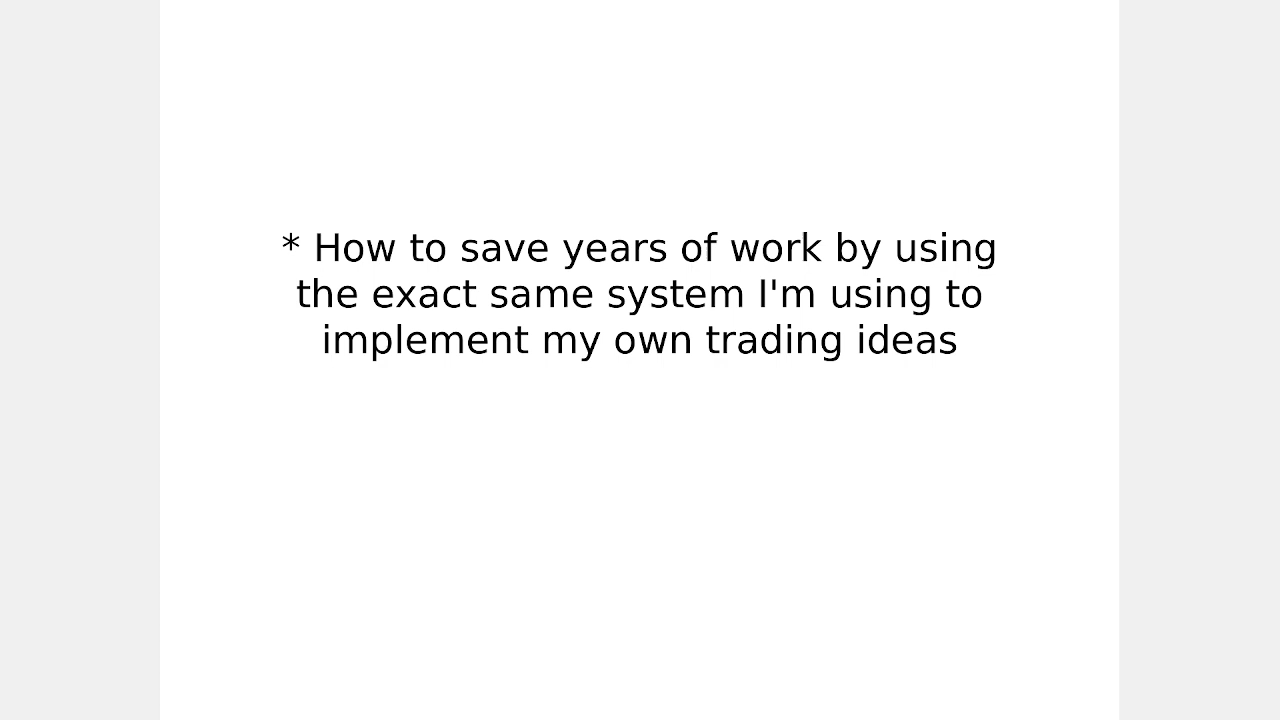 * How to save years of work by using
the exact same system I'm using to
implement my own trading ideas